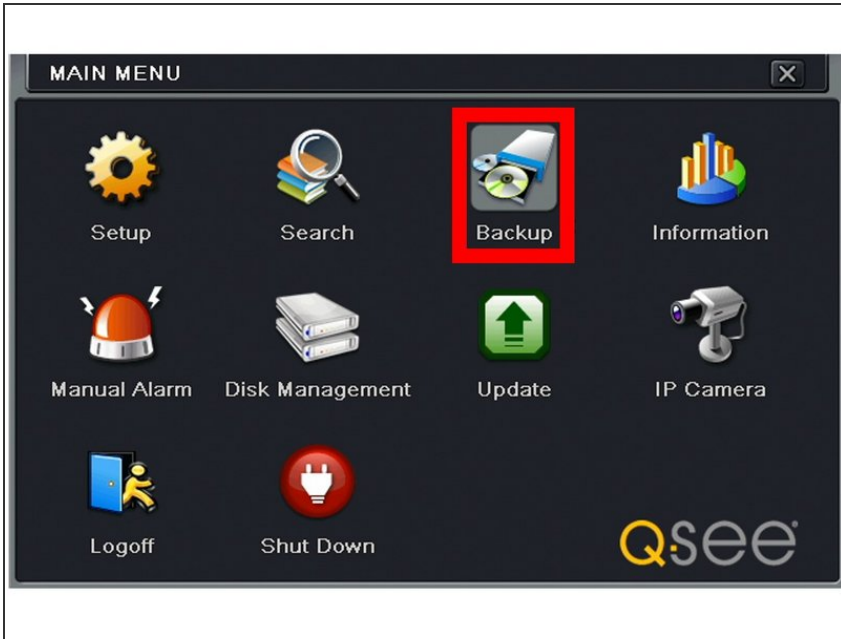 MAIN MENU
Setup Search Backup Information
Manual Alarm Disk Management Update IP Camera
Logoff Shut Down
Q-See